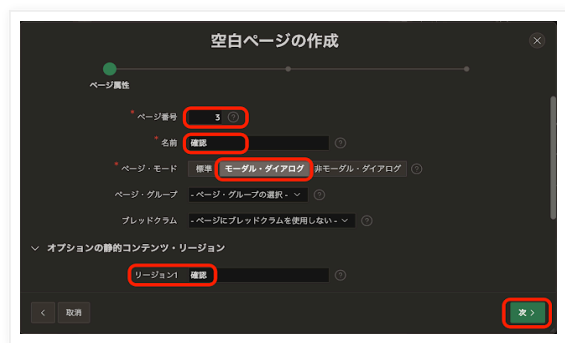 空白ページの作成
ページ属性
* ページ番号 3
* 名前 確認
* ページ・モード 標準 モーダル・ダイアログ 非モーダル・ダイアログ
ページ・グループ - ページ・グループの選択 -
ブレッドクラム - ページにブレッドクラムを使用しない -
オプションの静的コンテンツ・リージョン
リージョン1 確認
取消 次